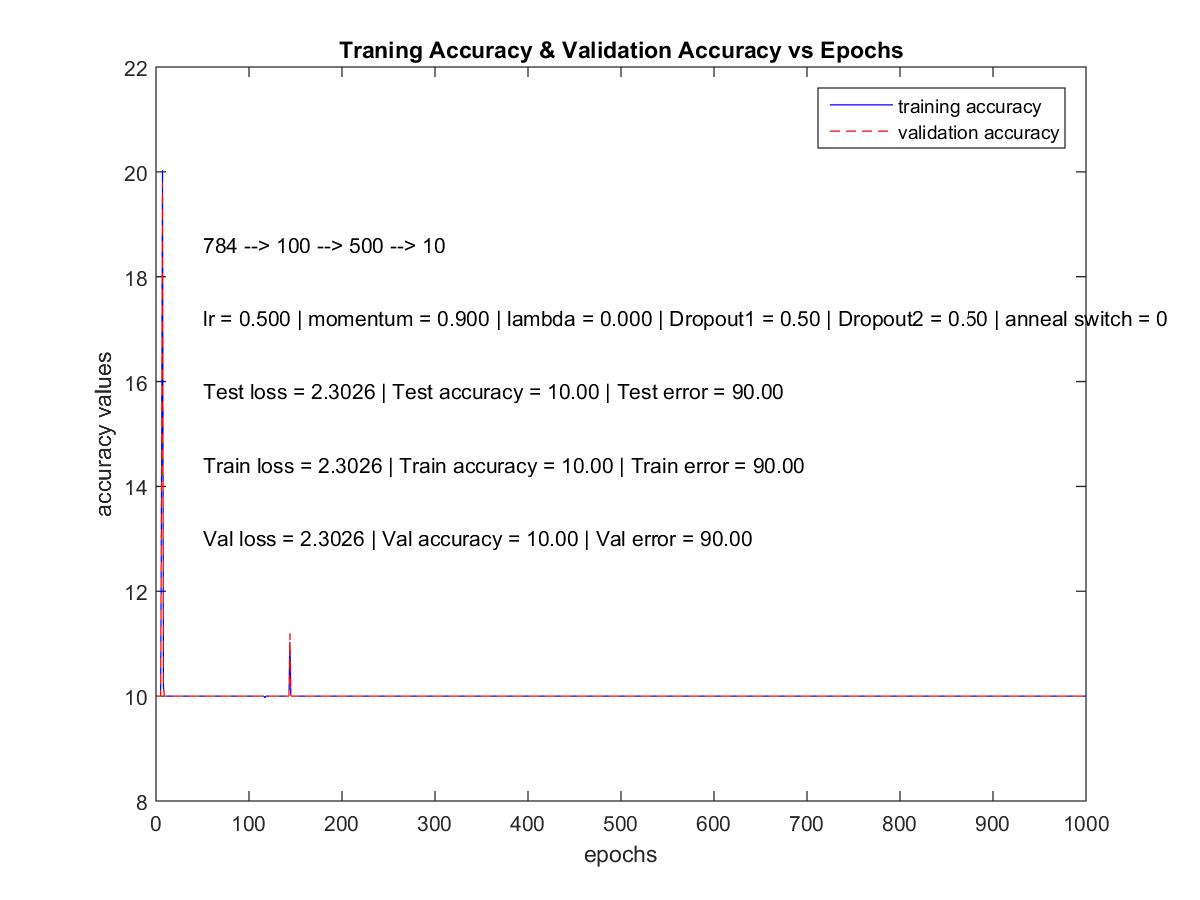 Traning Accuracy & Validation Accuracy vs Epochs
22
training accuracy
validation accuracy
20
784 --> 100 --> 500 --> 10
18
lr = 0.500 | momentum = 0.900 | lambda = 0.000 | Dropout1 = 0.50 | Dropout2 = 0.50 | anneal switch = 0
accuracy values
16
Test loss = 2.3026 | Test accuracy = 10.00 | Test error = 90.00
Train loss = 2.3026 | Train accuracy = 10.00 | Train error = 90.00
14
Val loss = 2.3026 | Val accuracy = 10.00 | Val error = 90.00
12
10
8
0 100 200 300 400 500 600 700 800 900 1000
epochs